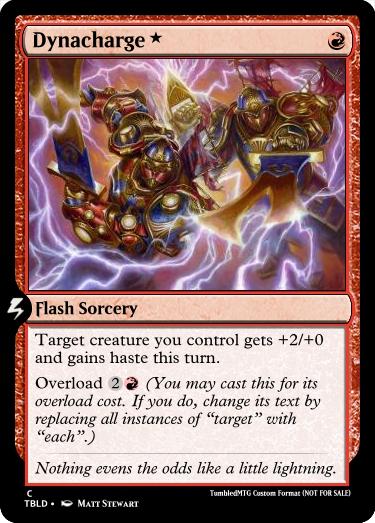 Dynacharge ★
Flash Sorcery
Target creature you control gets +2/+0
and gains haste this turn.
Overload 2 (You may cast this for its
overload cost. If you do, change its text by
replacing all instances of “target” with
“each”.)
Nothing evens the odds like a little lightning.
C
TBLD • Matt Stewart
TumbledMTG Custom Format (NOT FOR SALE)